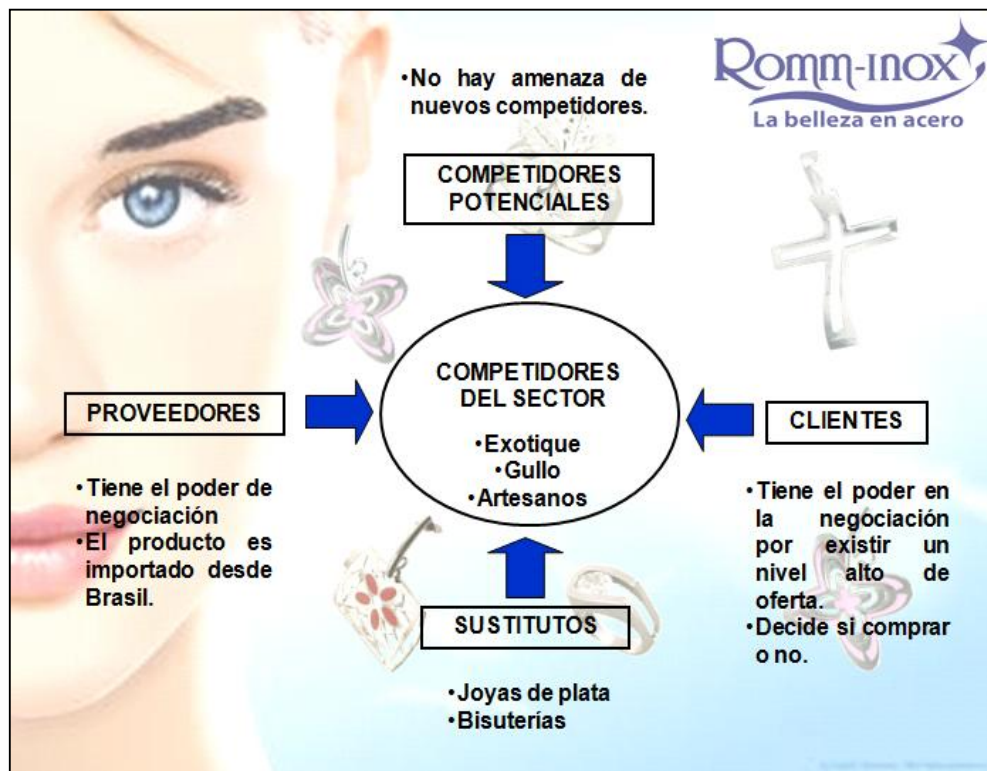 Romm-inox
La belleza en acero
•No hay amenaza de
nuevos competidores.
COMPETIDORES
POTENCIALES
COMPETIDORES
DEL SECTOR
•Exotique
•Gullo
•Artesanos
PROVEEDORES
•Tiene el poder de
negociación
•El producto es
importado desde
Brasil.
CLIENTES
•Tiene el poder en
la negociación
por existir un
nivel alto de
oferta.
•Decide si comprar
o no.
SUSTITUTOS
•Joyas de plata
•Bisuterías